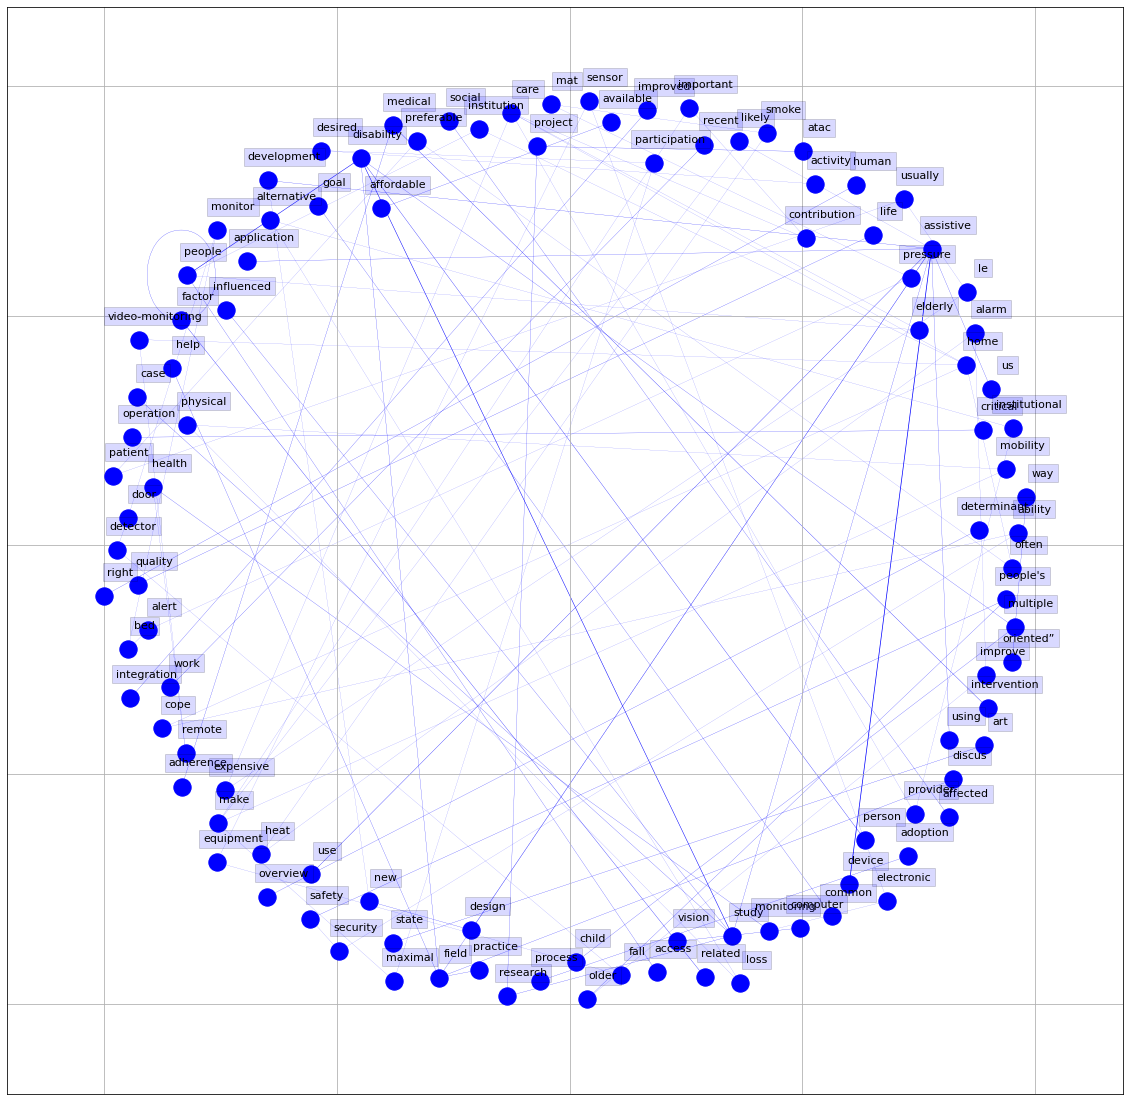 mat
sensor
care
improved
important
social
available
medical
institution
smoke
preferable
recent
likely
project
desired
atac
disability
participation
development
activity
human
usually
goal
affordable
alternative
life
monitor
contribution
assistive
application
people
pressure
le
influenced
factor
elderly
alarm
video-monitoring
home
help
us
case
physical
institutional
critical
operation
mobility
patient
health
way
door
determinant
ability
detector
often
quality
right
people's
alert
multiple
bed
oriented”
work
improve
integration
intervention
cope
using
art
remote
discus
adherence
expensive
provider
affected
make
person
adoption
equipment
heat
use
device
overview
new
electronic
safety
common
design
computer
state
vision
study
monitoring
security
child
practice
access
maximal
field
process
fall
related
loss
research
older